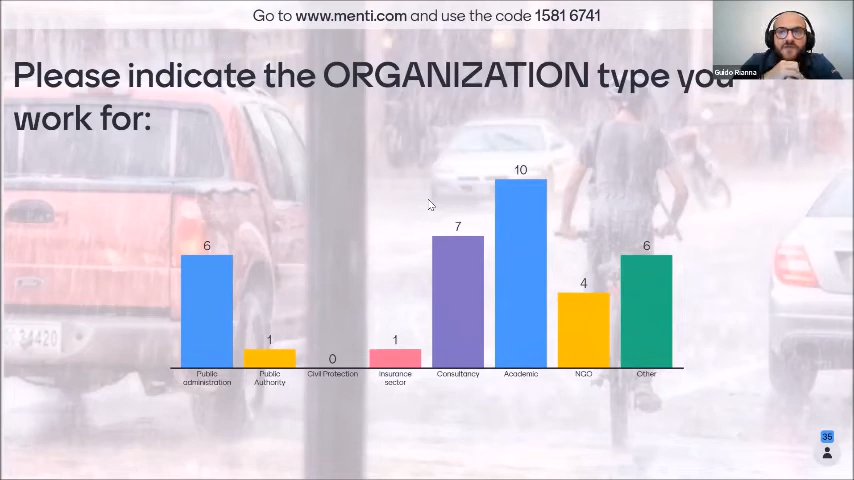 Go to www.menti.com and use the code 1581 6741
Guido Rianna
Please indicate the ORGANIZATION type you
work for:
6
1
0
1
7
10
4
6
Public
administration
Public
Authority
Civil Protection
Insurance
sector
Consultancy
Academic
NGO
Other
34420
35